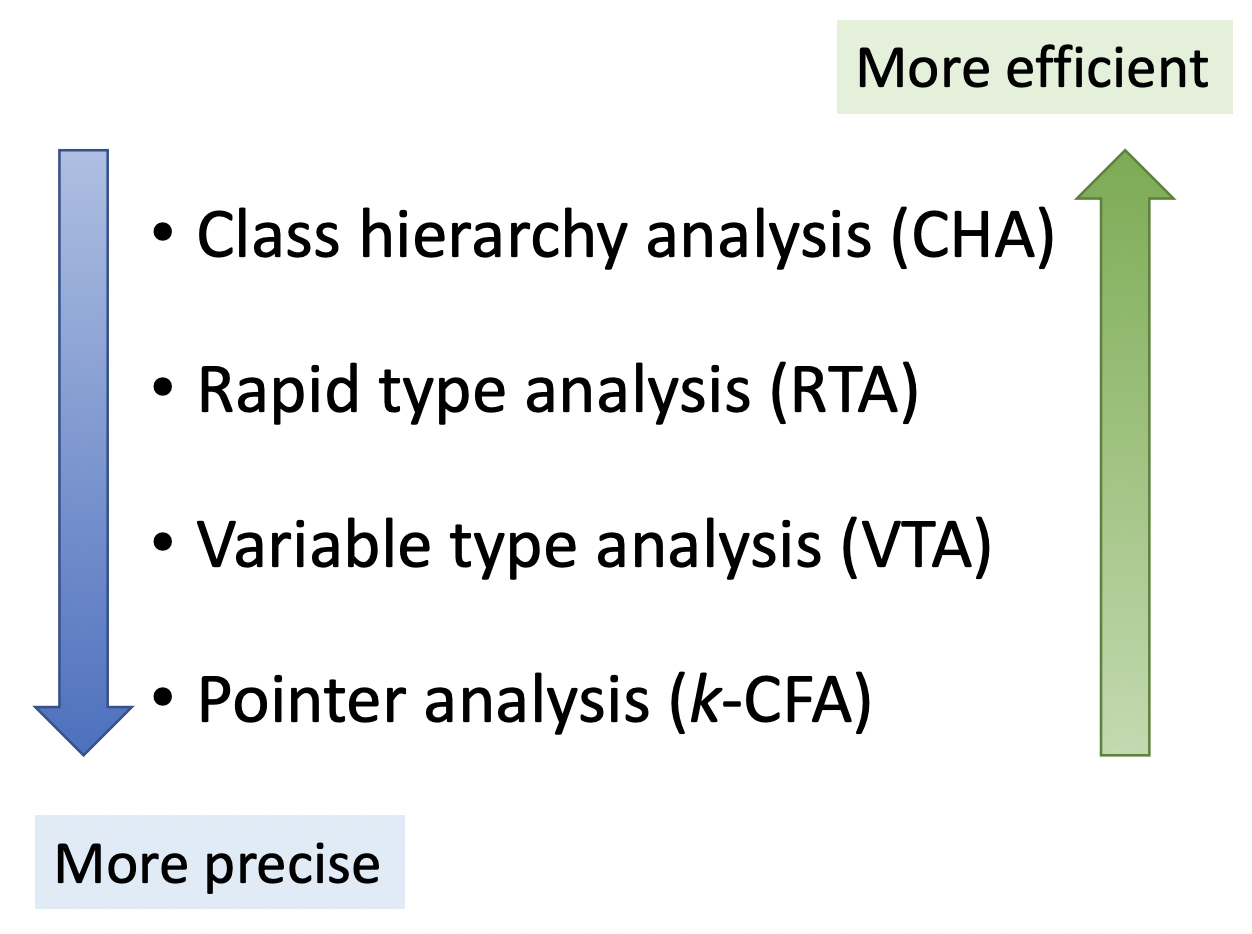 More efficient
• Class hierarchy analysis (CHA)
• Rapid type analysis (RTA)
• Variable type analysis (VTA)
• Pointer analysis (k-CFA)
More precise